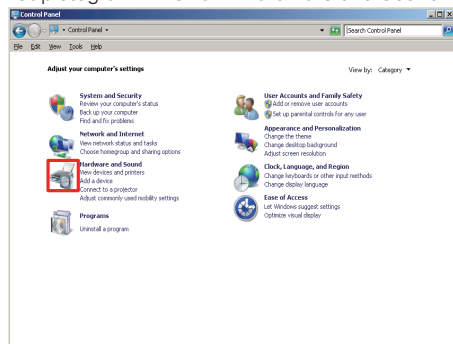 Control Panel
Control Panel
Search Control Panel
File Edit View Tools Help
Adjust your computer's settings
View by: Category
System and Security
Review your computer's status
Back up your computer
Find and fix problems
Network and Internet
View network status and tasks
Choose homegroup and sharing options
Hardware and Sound
View devices and printers
Add a device
Connect to a projector
Adjust commonly used mobility settings
Programs
Uninstall a program
User Accounts and Family Safety
Add or remove user accounts
Set up parental controls for any user
Appearance and Personalization
Change the theme
Change desktop background
Adjust screen resolution
Clock, Language, and Region
Change keyboards or other input methods
Change display language
Ease of Access
Let Windows suggest settings
Optimize visual display